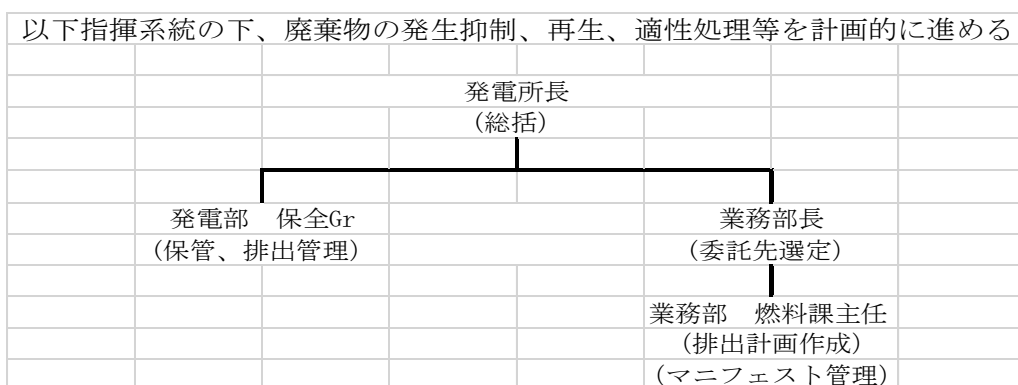 以下指揮系統の下、廃棄物の発生抑制、再生、適性処理等を計画的に進める
発電所長
(総括)
発電部　保全Gr
(保管、排出管理)
業務部長
(委託先選定)
業務部　燃料課主任
(排出計画作成)
(マニフェスト管理)